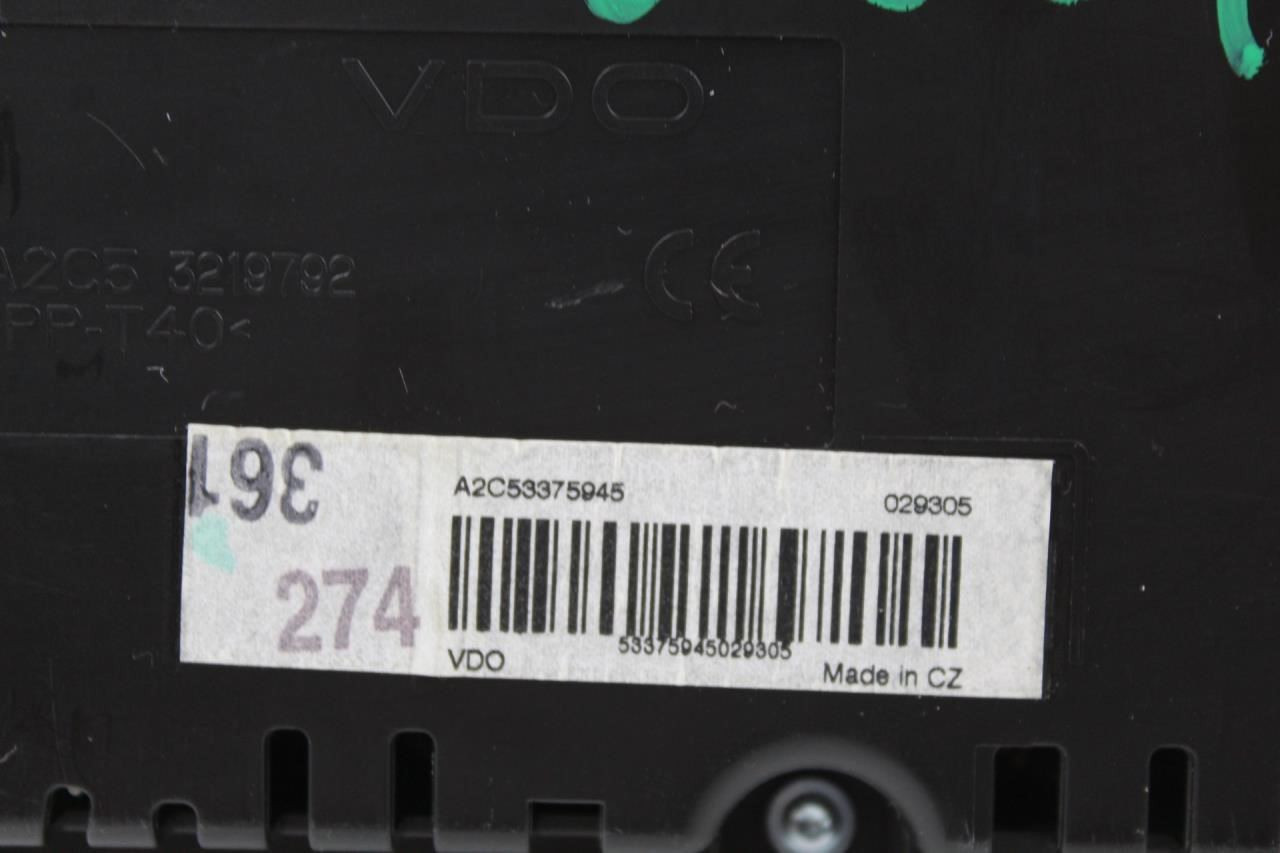 VDO
CE
A2C5 3219792
PP-T40<
361
A2C53375945
029305
274
53375945029305
VDO
Made in CZ